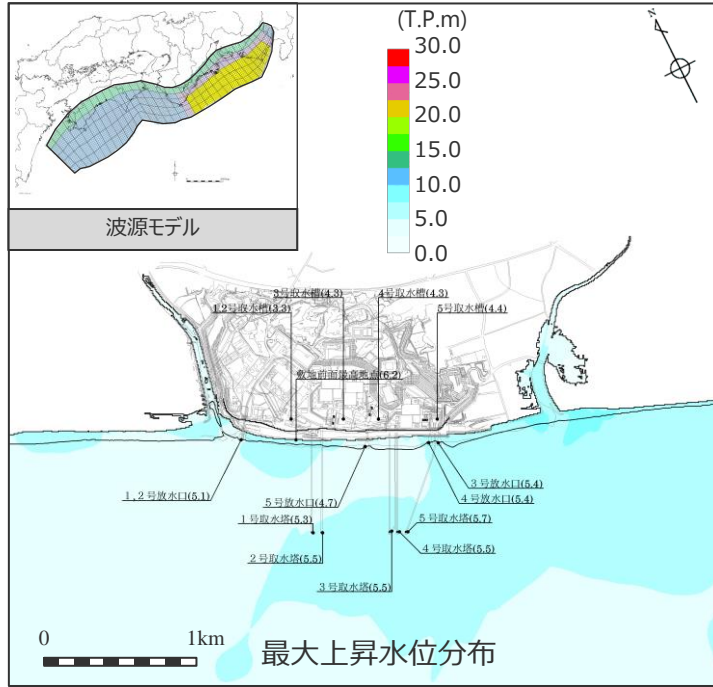 (T.P.m)
30.0
25.0
20.0
15.0
10.0
5.0
0.0
N
波源モデル
3号取水槽(4.3)
4号取水槽(4.3)
1,2号取水槽(3.3)
5号取水槽(4.4)
敷地前面最高地点(6.2)
1,2号放水口(5.1)
5号放水口(4.7)
3号放水口(5.4)
4号放水口(5.4)
1号取水塔(5.3)
5号取水塔(5.7)
2号取水塔(5.5)
4号取水塔(5.5)
3号取水塔(5.5)
0
1km
最大上昇水位分布